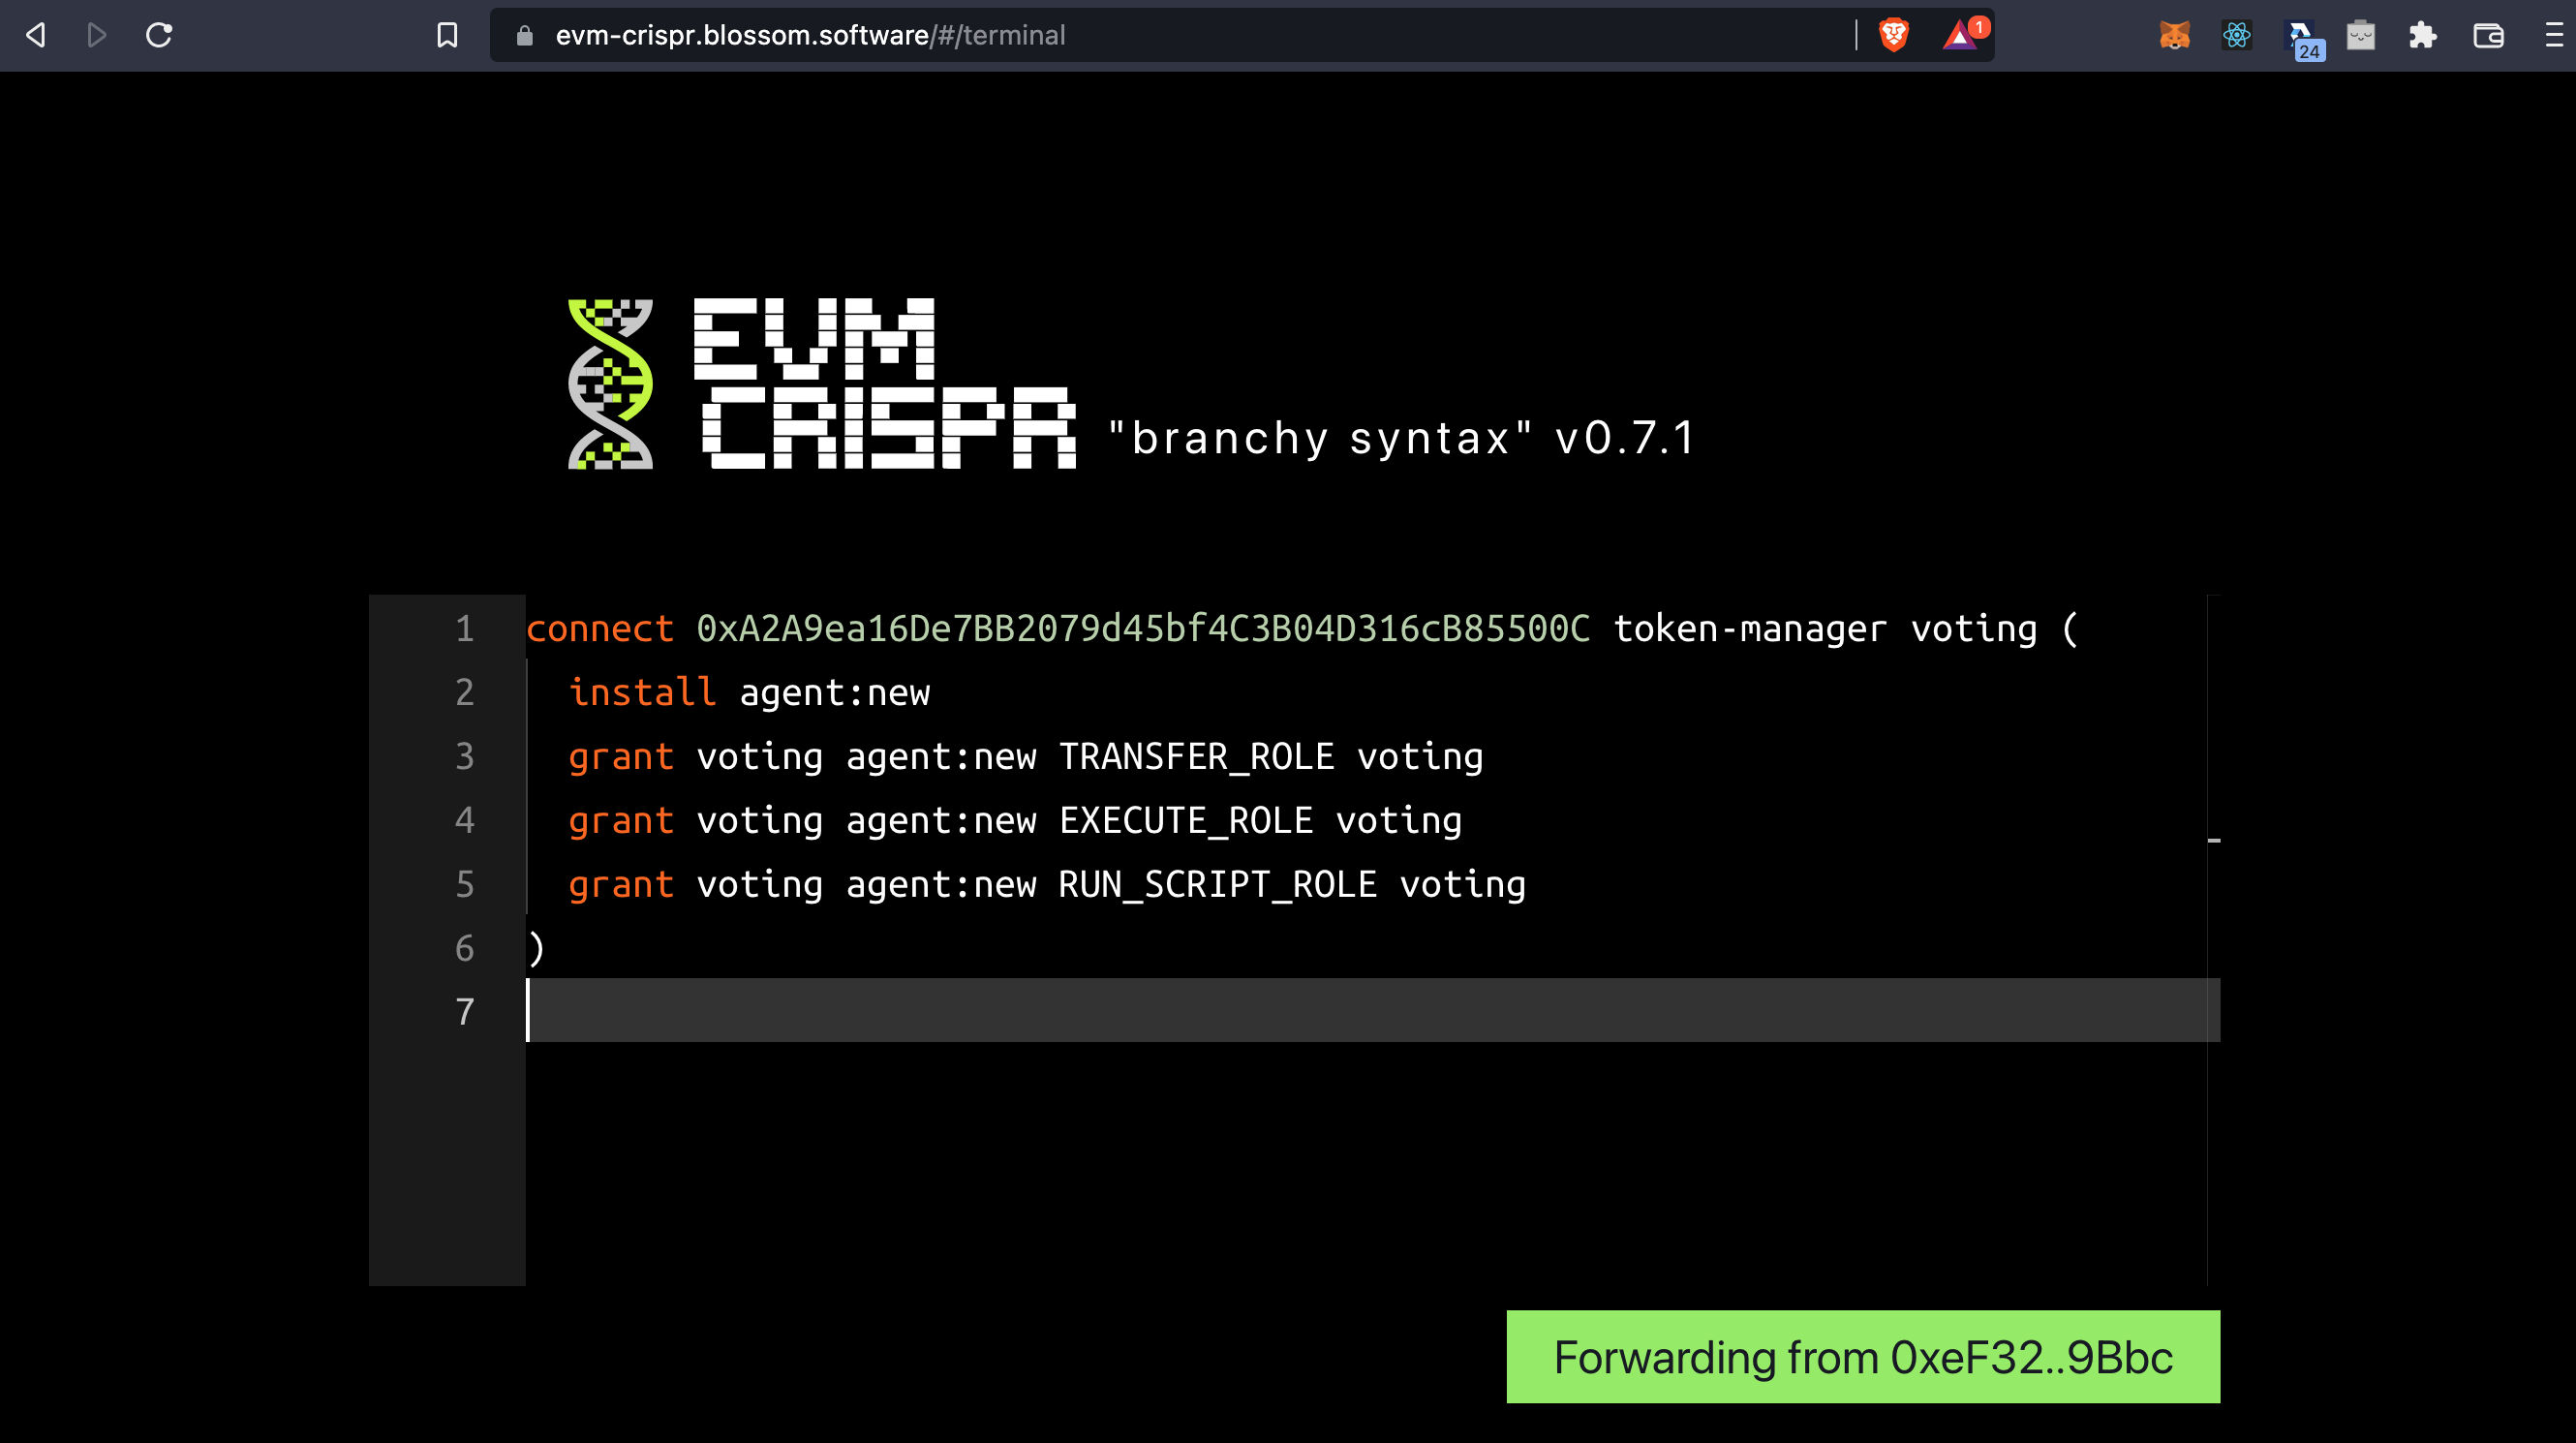 evm-crispr.blossom.software/#/terminal
1
24
EVM
CRISPR "branchy syntax" v0.7.1
1 connect 0xA2A9ea16De7BB2079d45bf4C3B04D316cB85500C token-manager voting (
2 install agent:new
3 grant voting agent:new TRANSFER_ROLE voting
4 grant voting agent:new EXECUTE_ROLE voting
5 grant voting agent:new RUN_SCRIPT_ROLE voting
6 )
7
Forwarding from 0xeF32..9Bbc